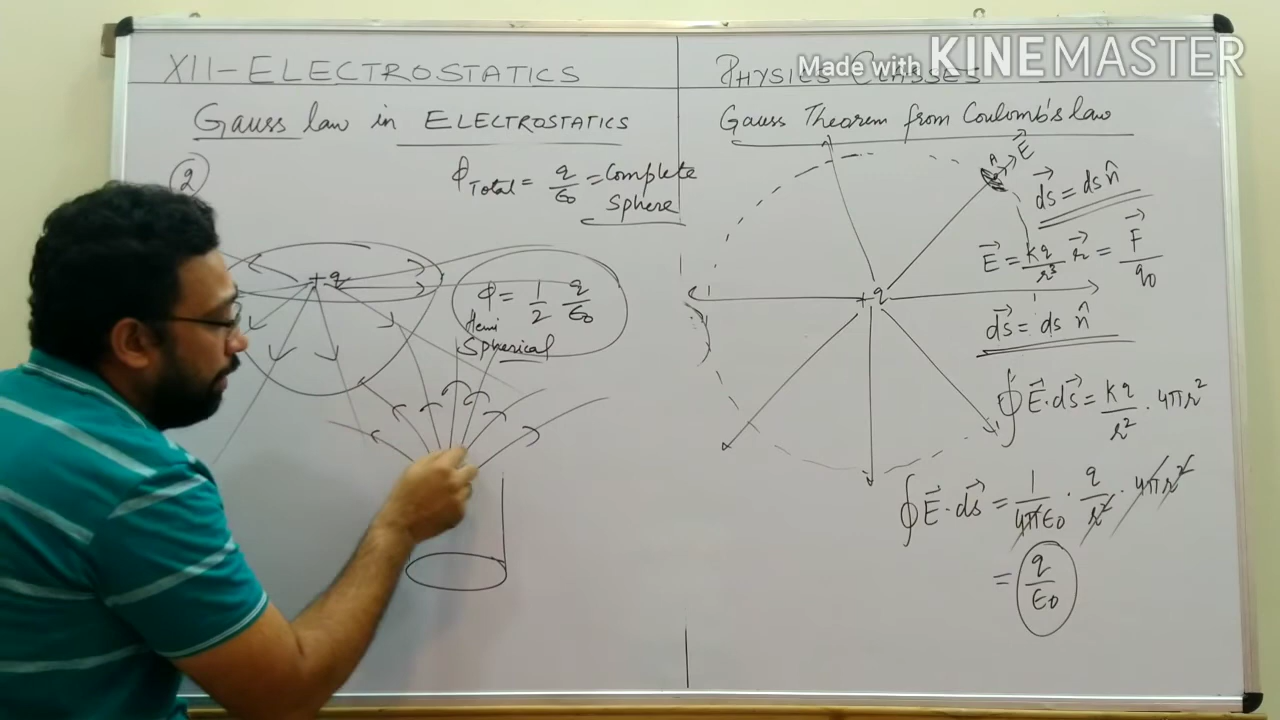 XII-ELECTROSTATICS
Gauss law in ELECTROSTATICS
2
Φ Total = q/ε0 = Complete
Sphere
+q
Φ = 1/2 q/ε0
Hemi
Spherical
Made with KINEMASTER
PHYSICS CLASSES
Gauss Theorem from Coulomb's law
A
E⃗
ds⃗ = ds n̂
E⃗ = kq/r³ r⃗ = F⃗/q0
+q
ds⃗ = ds n̂
∮ E⃗·ds⃗ = kq/r² · 4πr²
∮ E⃗·ds⃗ = 1/4πε0 · q/r² · 4πr²
= q/ε0